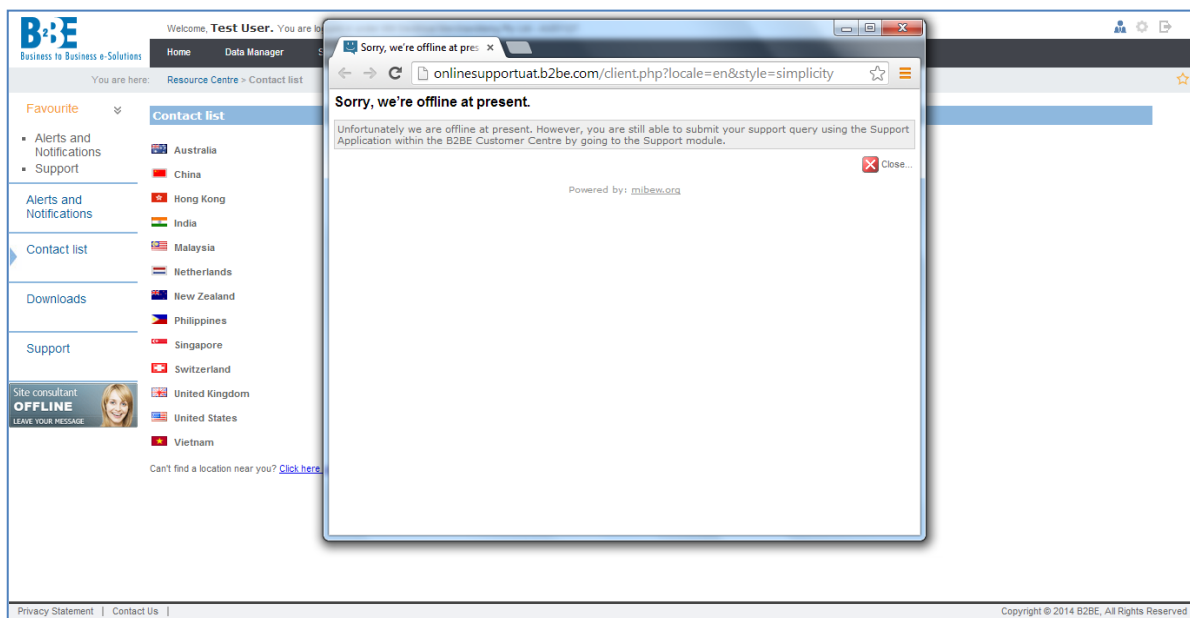 B2BE
Business to Business e-Solutions
Welcome, Test User. You are
Home Data Manager
You are here: Resource Centre > Contact list
Favourite
Alerts and
Notifications
Support
Alerts and
Notifications
Contact list
Downloads
Support
Site consultant
OFFLINE
LEAVE YOUR MESSAGE
Contact list
Australia
China
Hong Kong
India
Malaysia
Netherlands
New Zealand
Philippines
Singapore
Switzerland
United Kingdom
United States
Vietnam
Can't find a location near you? Click here
Sorry, we're offline at pres
onlinesupportuat.b2be.com/client.php?locale=en&style=simplicity
Sorry, we're offline at present.
Unfortunately we are offline at present. However, you are still able to submit your support query using the Support
Application within the B2BE Customer Centre by going to the Support module.
Close...
Powered by: mibew.org
Privacy Statement | Contact Us |
Copyright © 2014 B2BE, All Rights Reserved